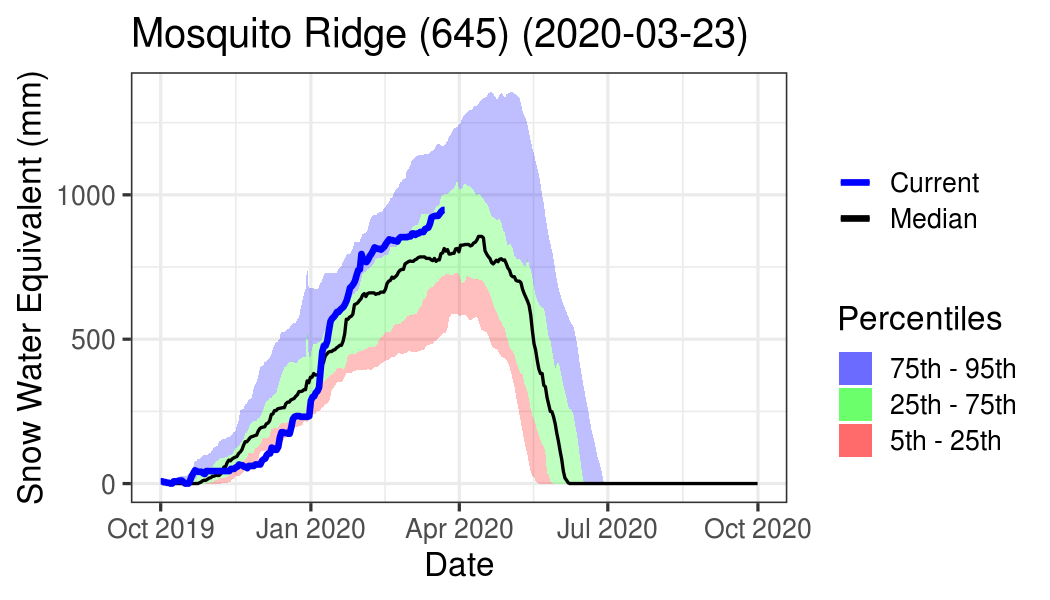 Mosquito Ridge (645) (2020-03-23)
Snow Water Equivalent (mm)
1000
500
0
Oct 2019 Jan 2020 Apr 2020 Jul 2020 Oct 2020
Date
Current
Median
Percentiles
75th - 95th
25th - 75th
5th - 25th